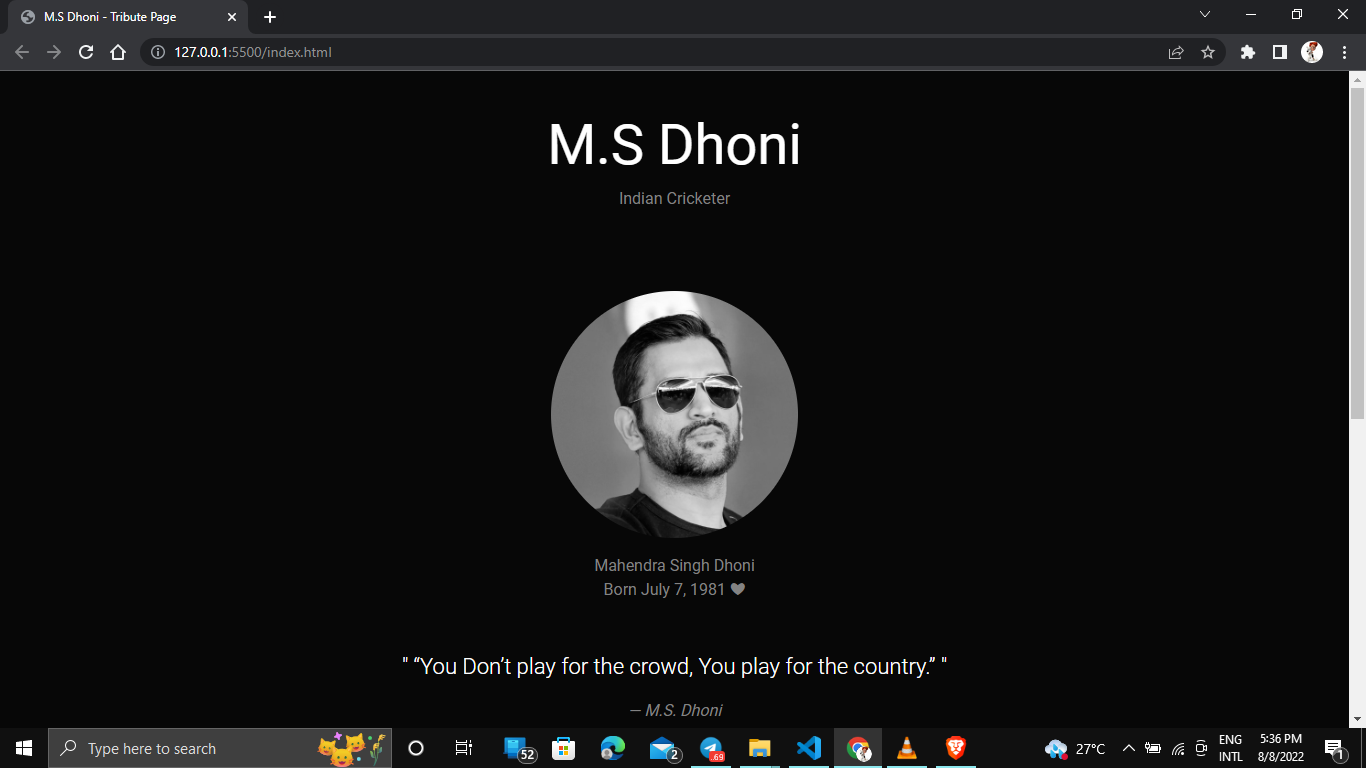 M.S Dhoni - Tribute Page
127.0.0.1:5500/index.html
M.S Dhoni
Indian Cricketer
Mahendra Singh Dhoni
Born July 7, 1981
" “You Don’t play for the crowd, You play for the country.” "
— M.S. Dhoni
Type here to search
52
2
.69
27°C
ENG
INTL
5:36 PM
8/8/2022
1